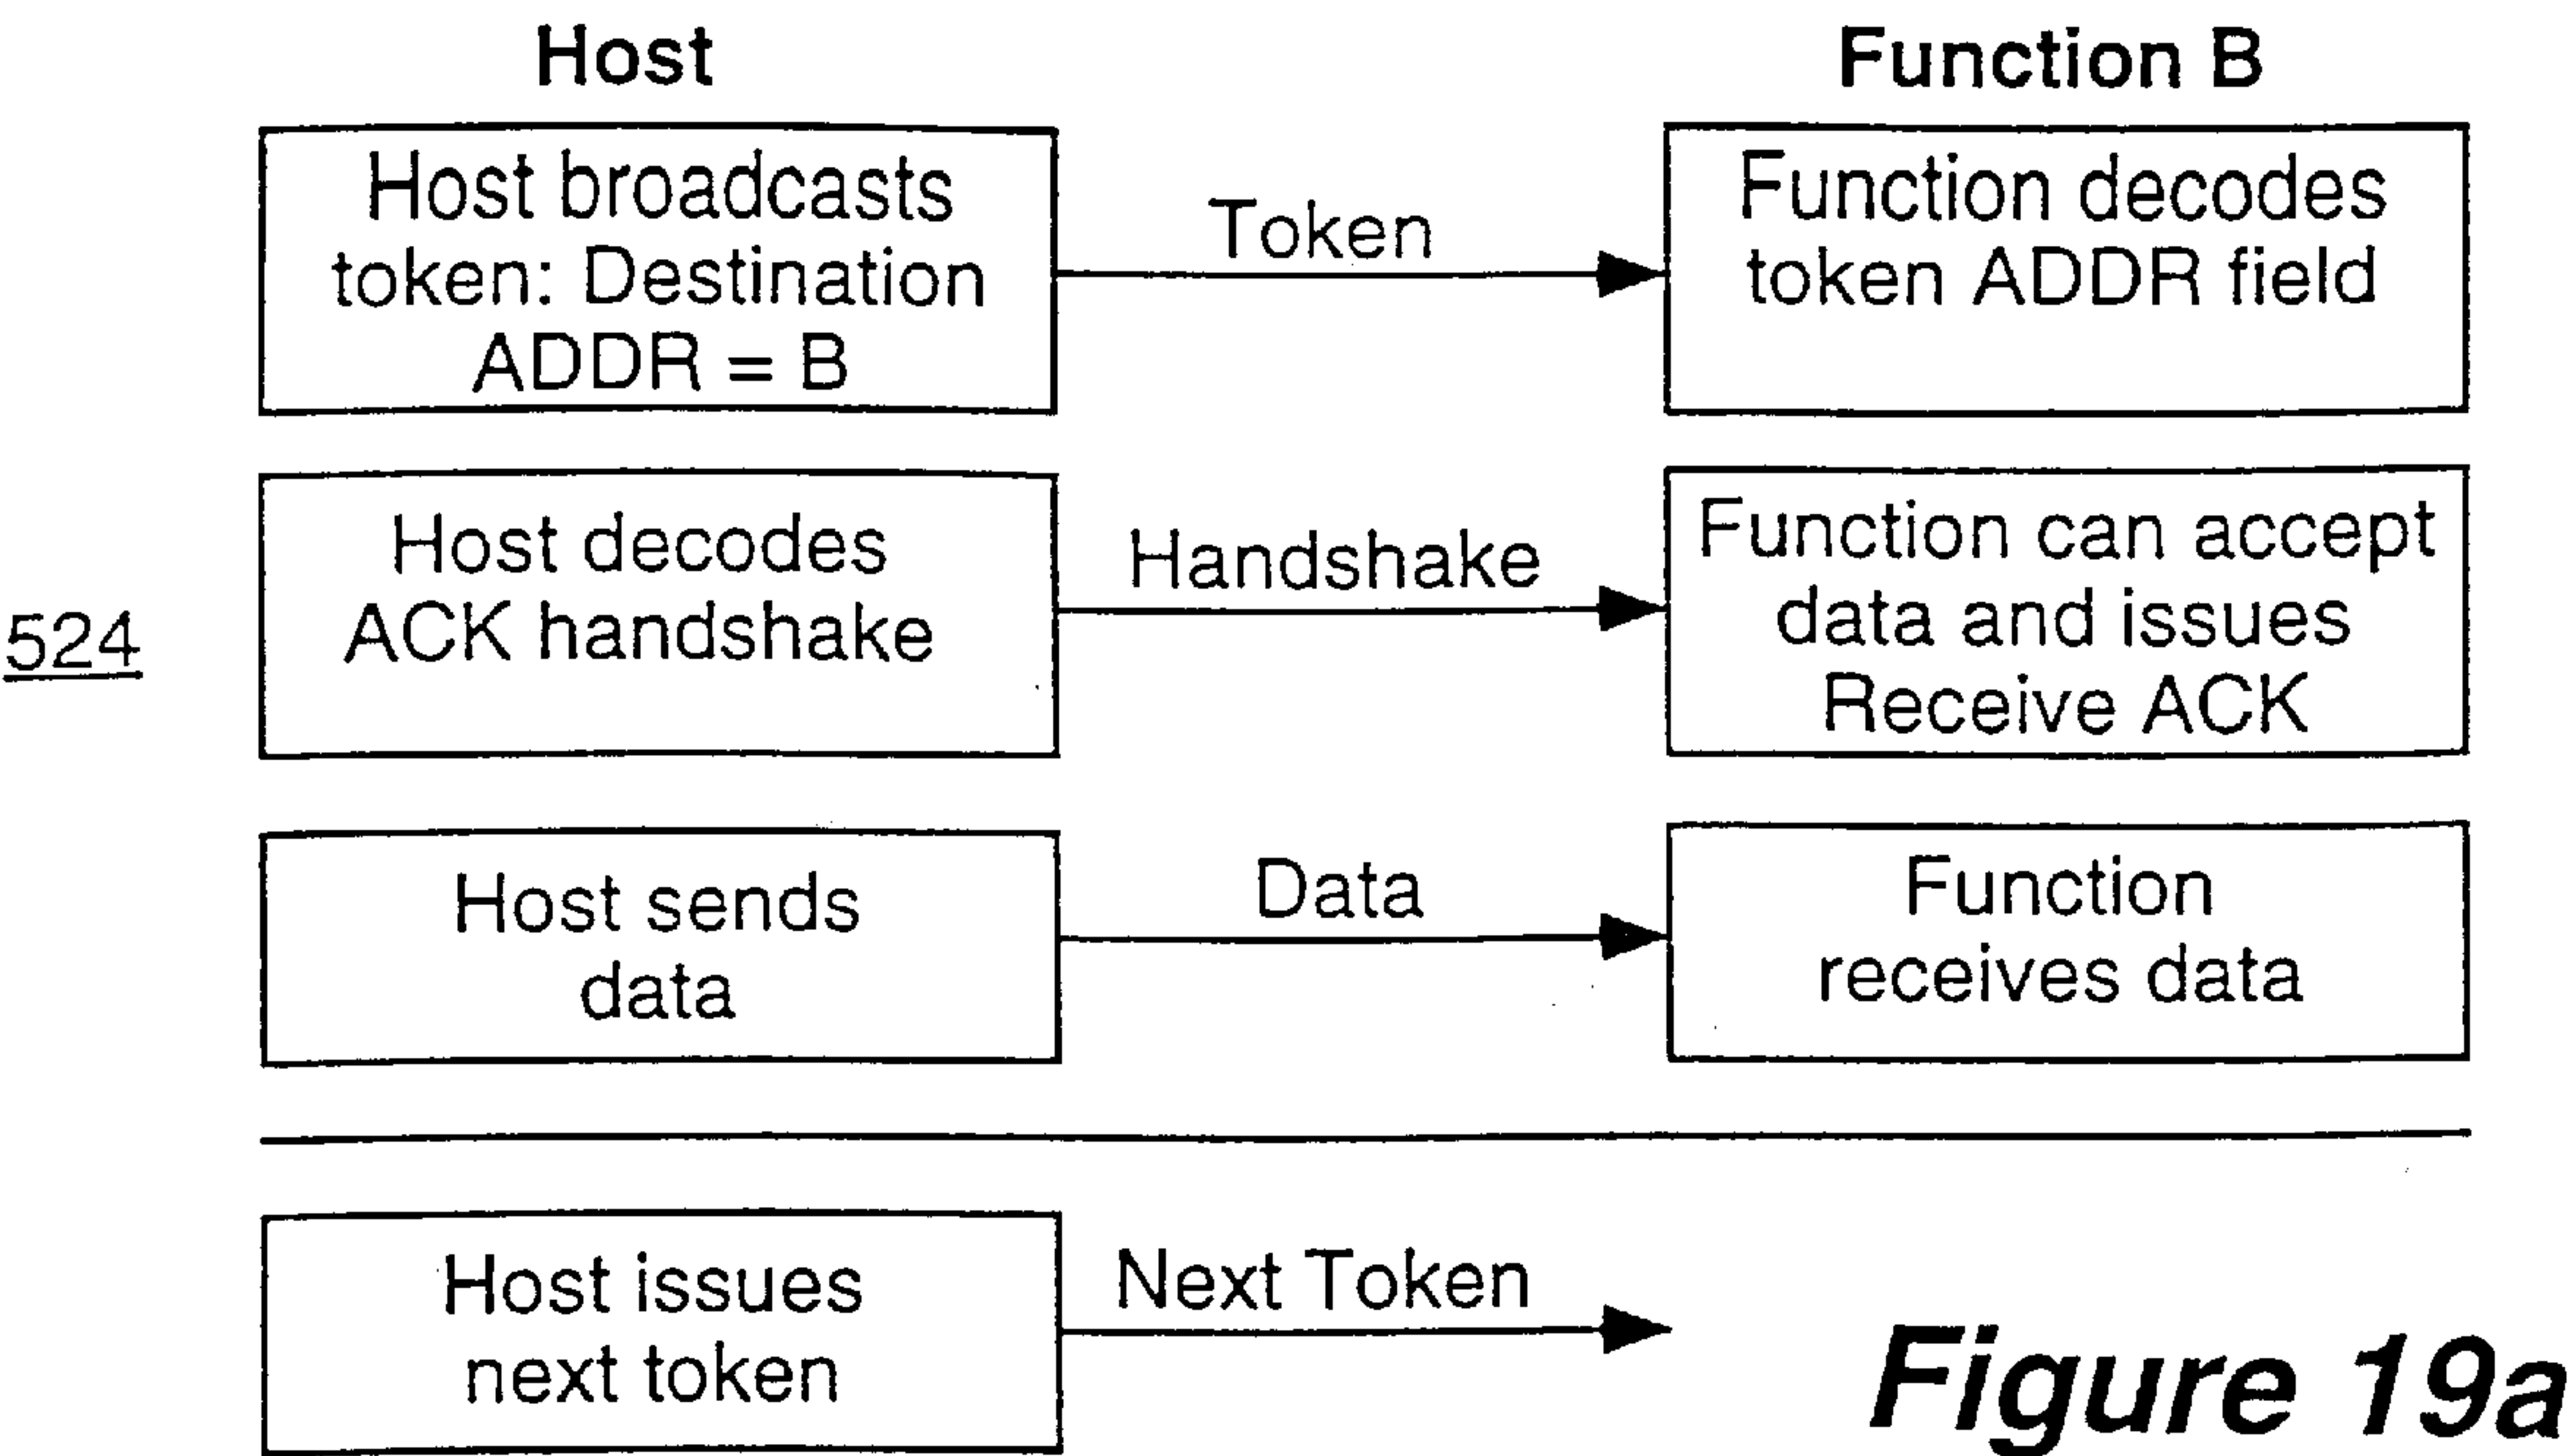 Host
Function B
Host broadcasts
token: Destination
ADDR = B
Token
Function decodes
token ADDR field
524
Host decodes
ACK handshake
Handshake
Function can accept
data and issues
Receive ACK
Host sends
data
Data
Function
receives data
Host issues
next token
Next Token
Figure 19a